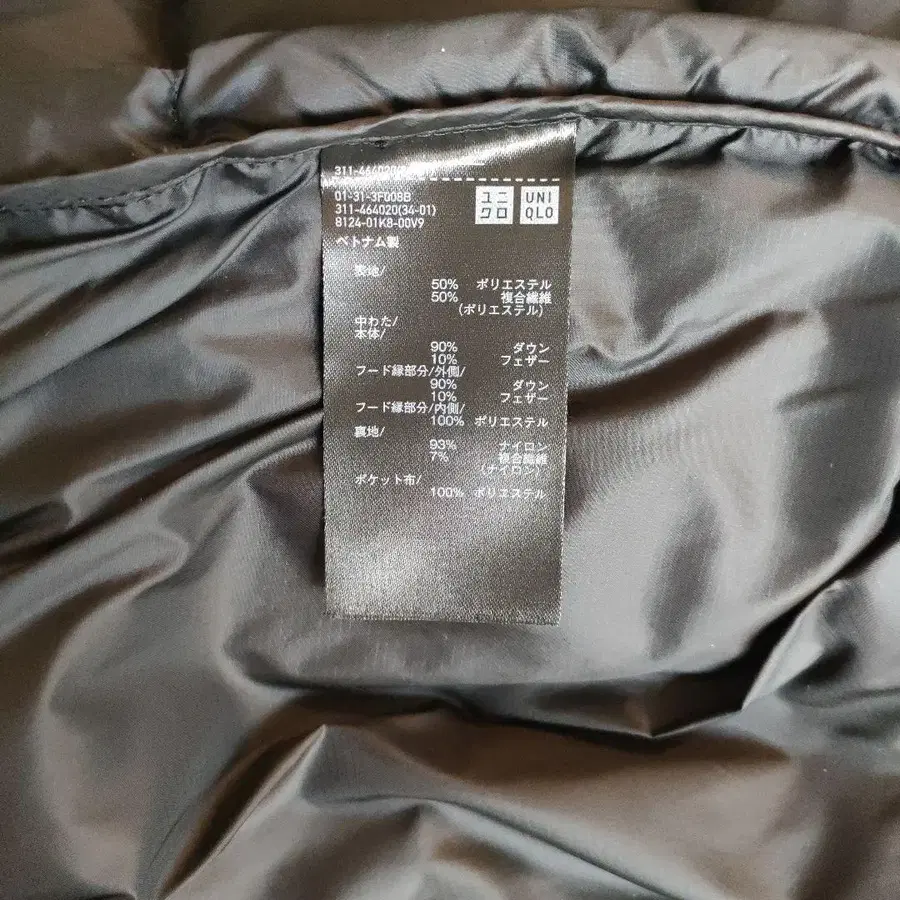 311-464020(
01-31-3F008B
311-464020(34-01)
8124-01K8-00V9
ユニ
クロ
UNI
QLO
ベトナム製
表地/
50% ポリエステル
50% 複合繊維
(ポリエステル)
中わた/
本体/
90% ダウン
10% フェザー
フード縁部分/外側/
90% ダウン
10% フェザー
フード縁部分/内側/
100% ポリエステル
裏地/
93% ナイロン
7% 複合繊維
(ナイロン)
ポケット布/
100% ポリエステル